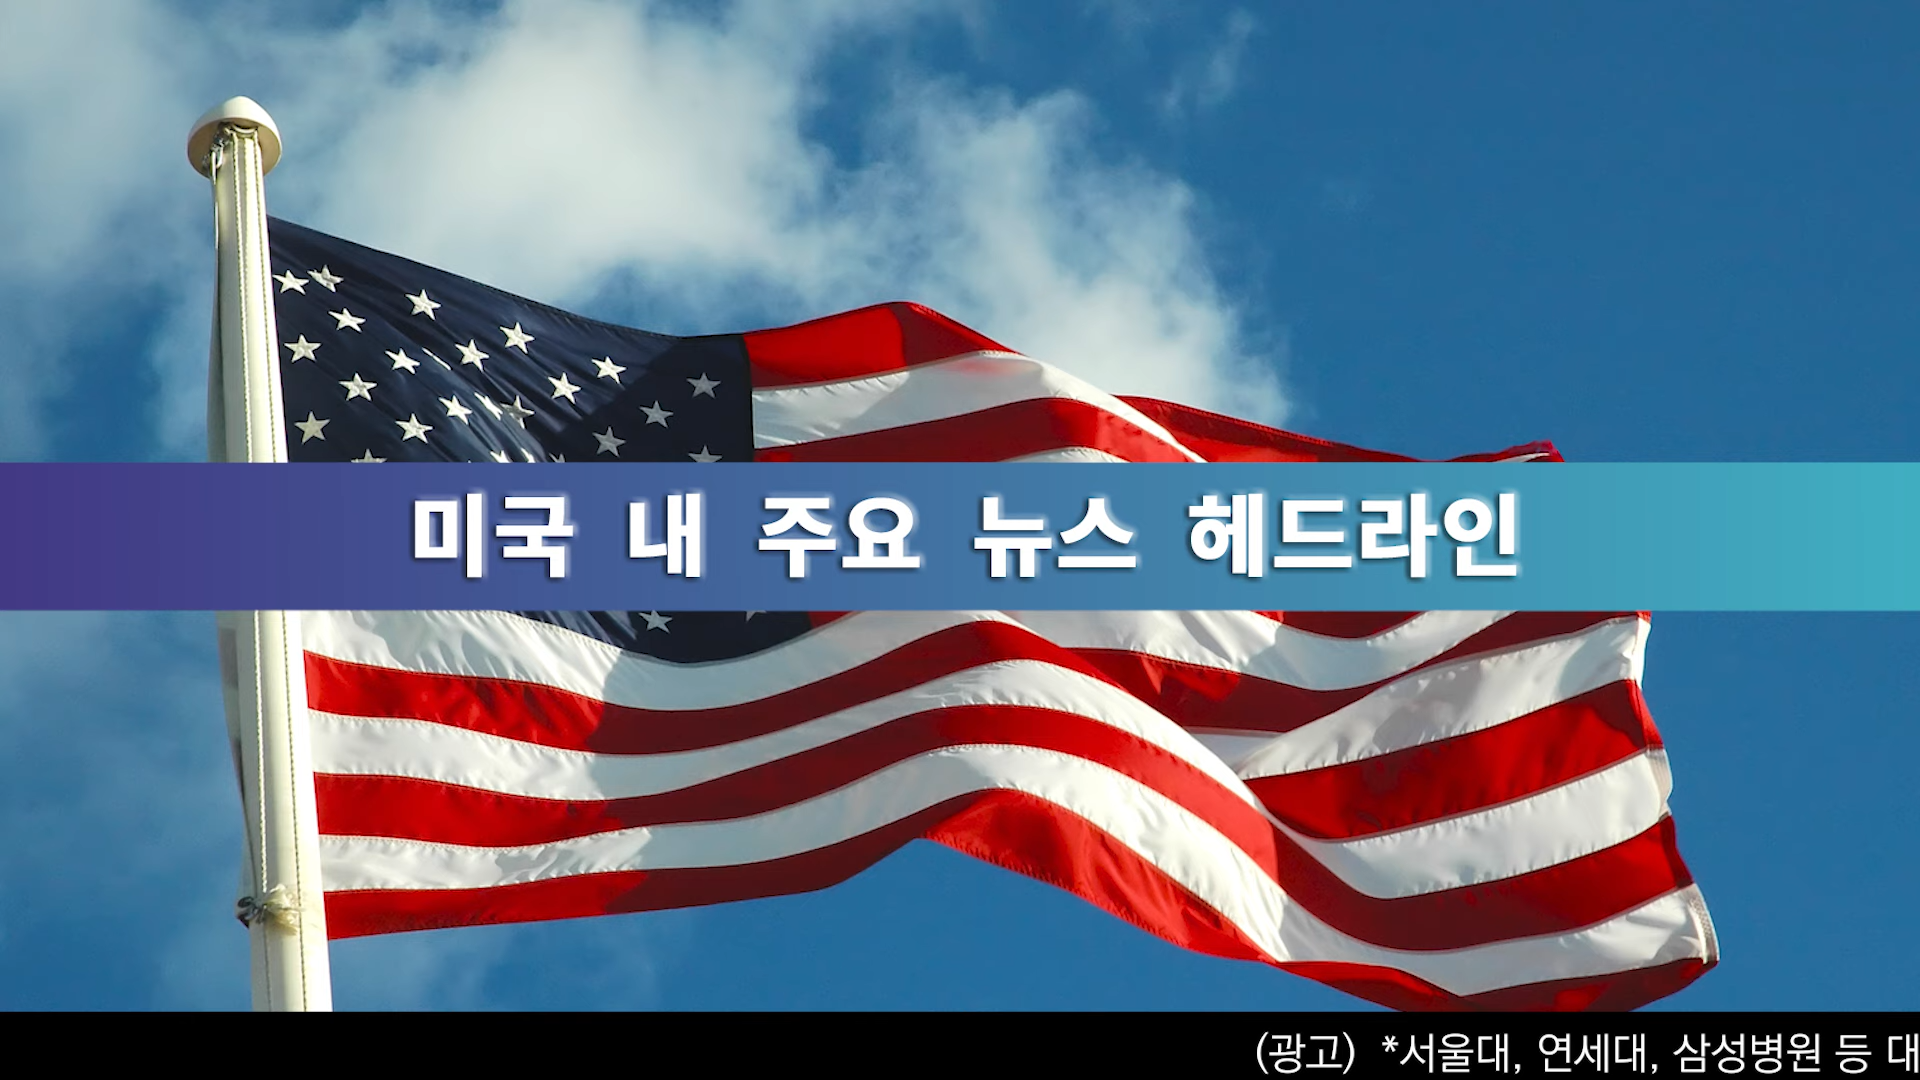 미국 내 주요 뉴스 헤드라인
(광고) *서울대, 연세대, 삼성병원 등 대